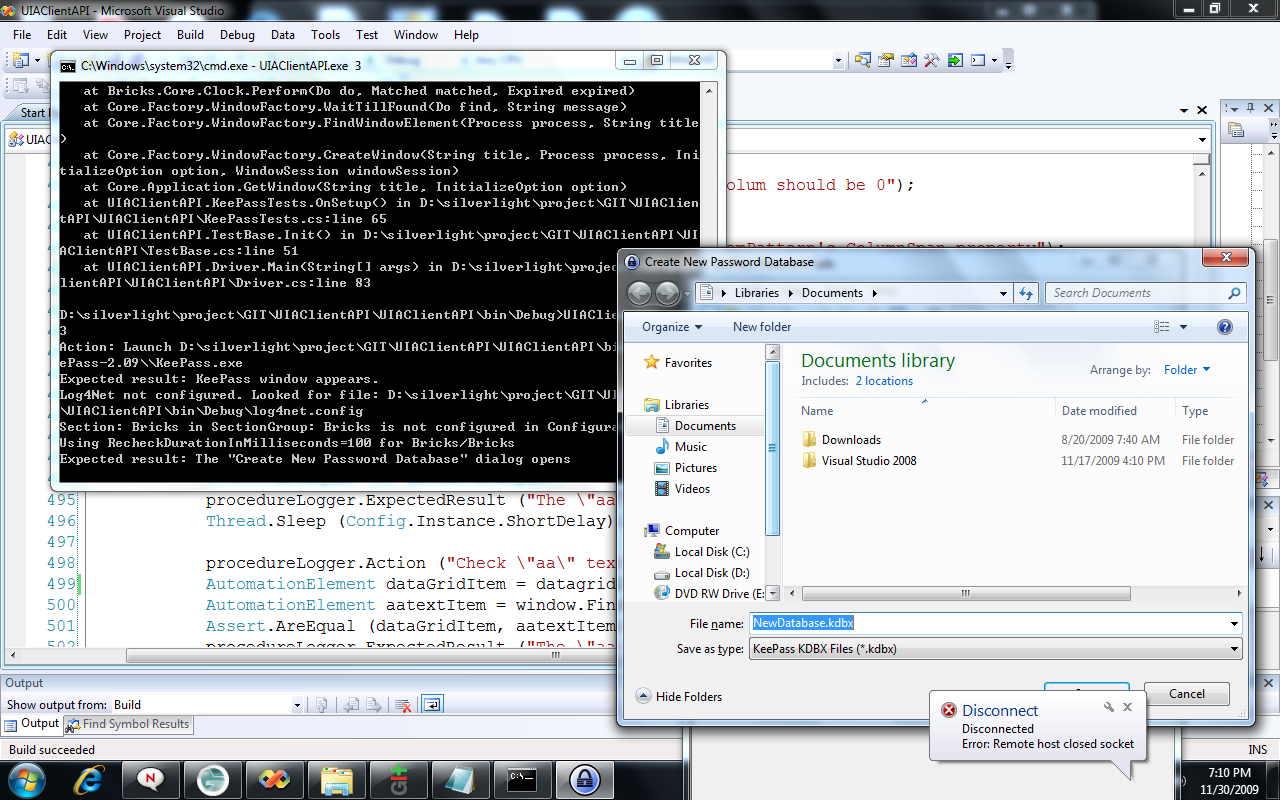 UIAClientAPI - Microsoft Visual Studio
File Edit View Project Build Debug Data Tools Test Window Help
C:\Windows\system32\cmd.exe - UIAClientAPI.exe 3
at Bricks.Core.Clock.Perform(Do do, Matched matched, Expired expired)
at Core.Factory.WindowFactory.WaitTillFound(Do find, String message)
at Core.Factory.WindowFactory.FindWindowElement(Process process, String title
)
at Core.Factory.WindowFactory.CreateWindow(String title, Process process, Ini
tializeOption option, WindowSession windowSession)
at Core.Application.GetWindow(String title, InitializeOption option)
at UIAClientAPI.KeePassTests.OnSetup() in D:\silverlight\project\GIT\UIAClien
tAPI\UIAClientAPI\KeePassTests.cs:line 65
at UIAClientAPI.TestBase.Init() in D:\silverlight\project\GIT\UIAClientAPI\UI
AClientAPI\TestBase.cs:line 51
at UIAClientAPI.Driver.Main(String[] args) in D:\silverlight\projec
lientAPI\UIAClientAPI\Driver.cs:line 83
D:\silverlight\project\GIT\UIAClientAPI\UIAClientAPI\bin\Debug>UIAClie
3
Action: Launch D:\silverlight\project\GIT\UIAClientAPI\UIAClientAPI\bi
ePass-2.09\\KeePass.exe
Expected result: KeePass window appears.
Log4Net not configured. Looked for file: D:\silverlight\project\GIT\UI
\UIAClientAPI\bin\Debug\log4net.config
Section: Bricks in SectionGroup: Bricks is not configured in Configura
Using RecheckDurationInMilliseconds=100 for Bricks/Bricks
Expected result: The "Create New Password Database" dialog opens
Start
UIAC
olum should be 0");
Pattern's ColumnSpan property");
495 procedureLogger.ExpectedResult ("The \"aa
496 Thread.Sleep (Config.Instance.ShortDelay)
497
498 procedureLogger.Action ("Check \"aa\" tex
499 AutomationElement dataGridItem = datagrid
500 AutomationElement aatextItem = window.Fin
501 Assert.AreEqual (dataGridItem, aatextItem
502 procedureLogger.ExpectedResult ("The \"aa
Create New Password Database
Libraries Documents
Search Documents
Organize New folder
Favorites
Libraries
Documents
Music
Pictures
Videos
Computer
Local Disk (C:)
Local Disk (D:)
DVD RW Drive (E:
Documents library
Includes: 2 locations
Arrange by: Folder
Name Date modified Type
Downloads 8/20/2009 7:40 AM File folder
Visual Studio 2008 11/17/2009 4:10 PM File folder
File name: NewDatabase.kdbx
Save as type: KeePass KDBX Files (*.kdbx)
Hide Folders
Cancel
Disconnect
Disconnected
Error: Remote host closed socket
Output
Show output from: Build
Output Find Symbol Results
Build succeeded
INS
7:10 PM
11/30/2009